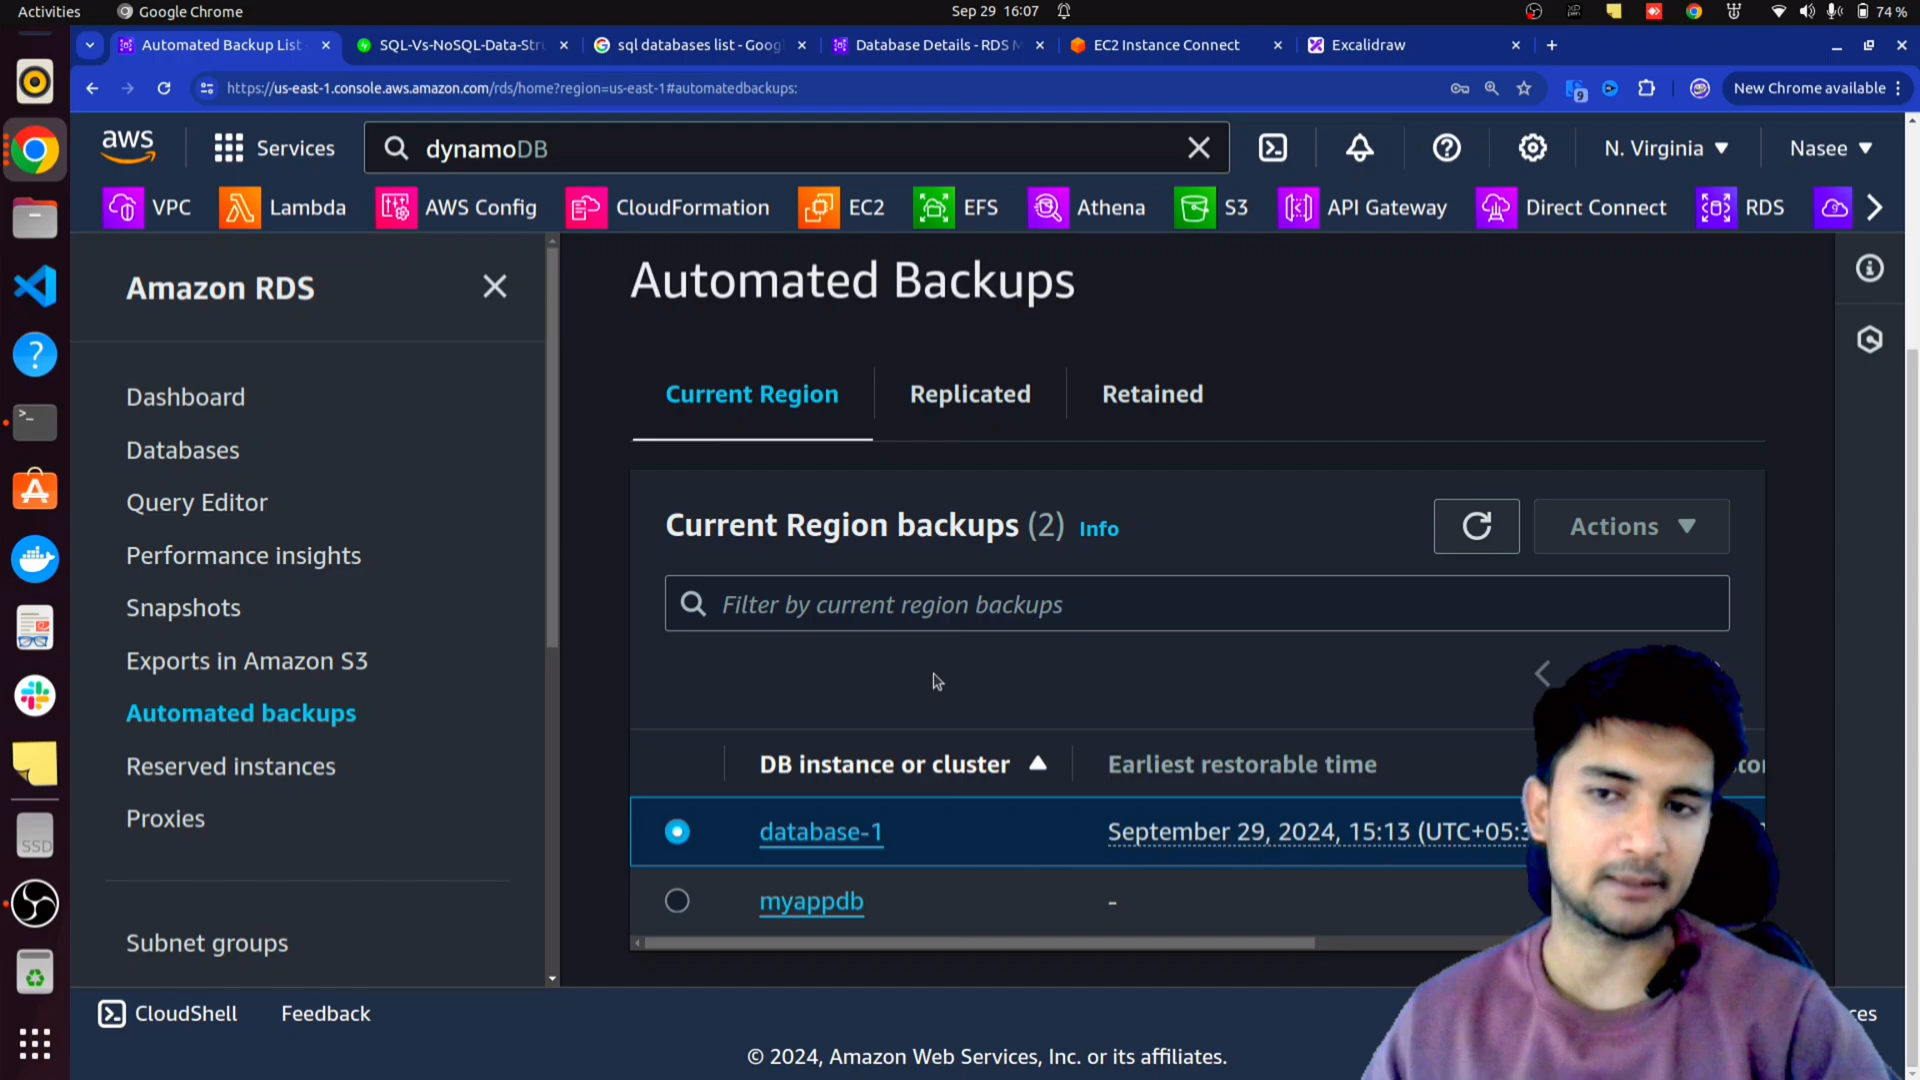 Activities
Google Chrome
Sep 29 16:07
74 %
Automated Backup List
SQL-Vs-NoSQL-Data-Stru
sql databases list - Goog
Database Details - RDS M
EC2 Instance Connect
Excalidraw
https://us-east-1.console.aws.amazon.com/rds/home?region=us-east-1#automatedbackups:
9
New Chrome available
aws
Services
dynamoDB
N. Virginia
Nasee
VPC
Lambda
AWS Config
CloudFormation
EC2
EFS
Athena
S3
API Gateway
Direct Connect
RDS
Amazon RDS
Dashboard
Databases
Query Editor
Performance insights
Snapshots
Exports in Amazon S3
Automated backups
Reserved instances
Proxies
Subnet groups
Automated Backups
Current Region
Replicated
Retained
Current Region backups (2) Info
Actions
Filter by current region backups
DB instance or cluster
Earliest restorable time
database-1
September 29, 2024, 15:13 (UTC+05:3
myappdb
-
SSD
CloudShell
Feedback
© 2024, Amazon Web Services, Inc. or its affiliates.